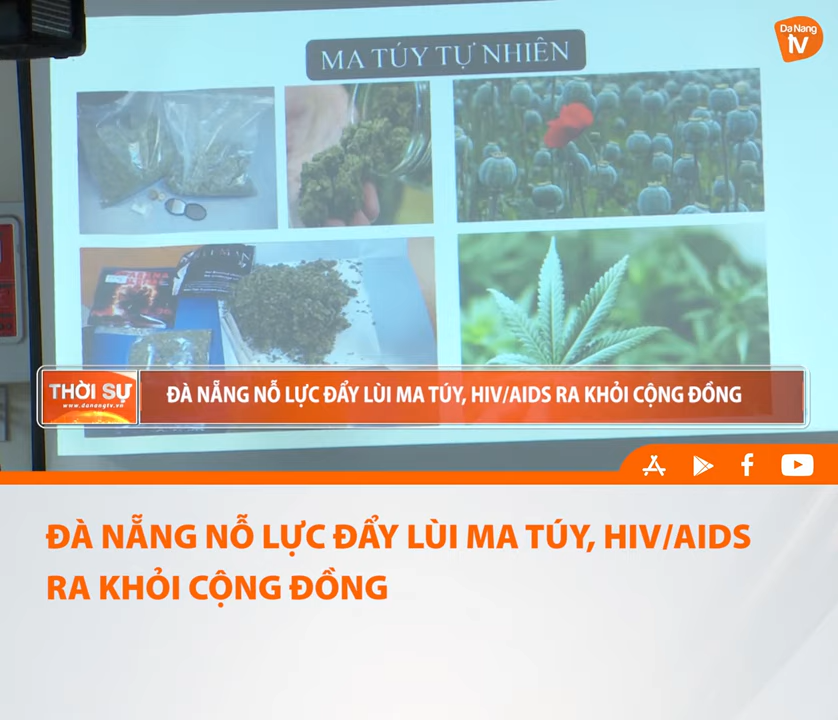 Da Nang
tv
MA TÚY TỰ NHIÊN
THỜI SỰ
www.danangtv.vn
ĐÀ NẴNG NỖ LỰC ĐẨY LÙI MA TÚY, HIV/AIDS RA KHỎI CỘNG ĐỒNG
ĐÀ NẴNG NỖ LỰC ĐẨY LÙI MA TÚY, HIV/AIDS
RA KHỎI CỘNG ĐỒNG